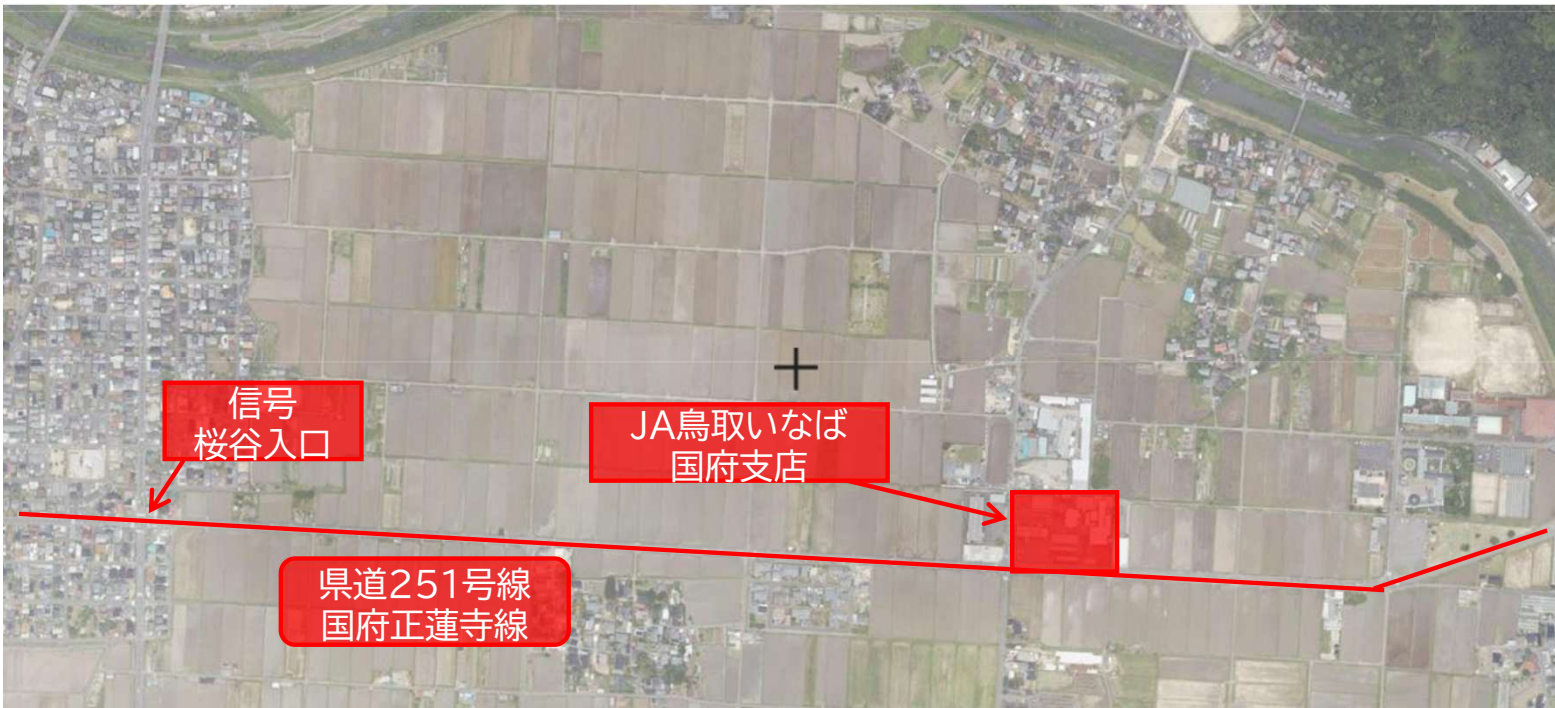 信号
桜谷入口
JA鳥取いなば
国府支店
県道251号線
国府正蓮寺線